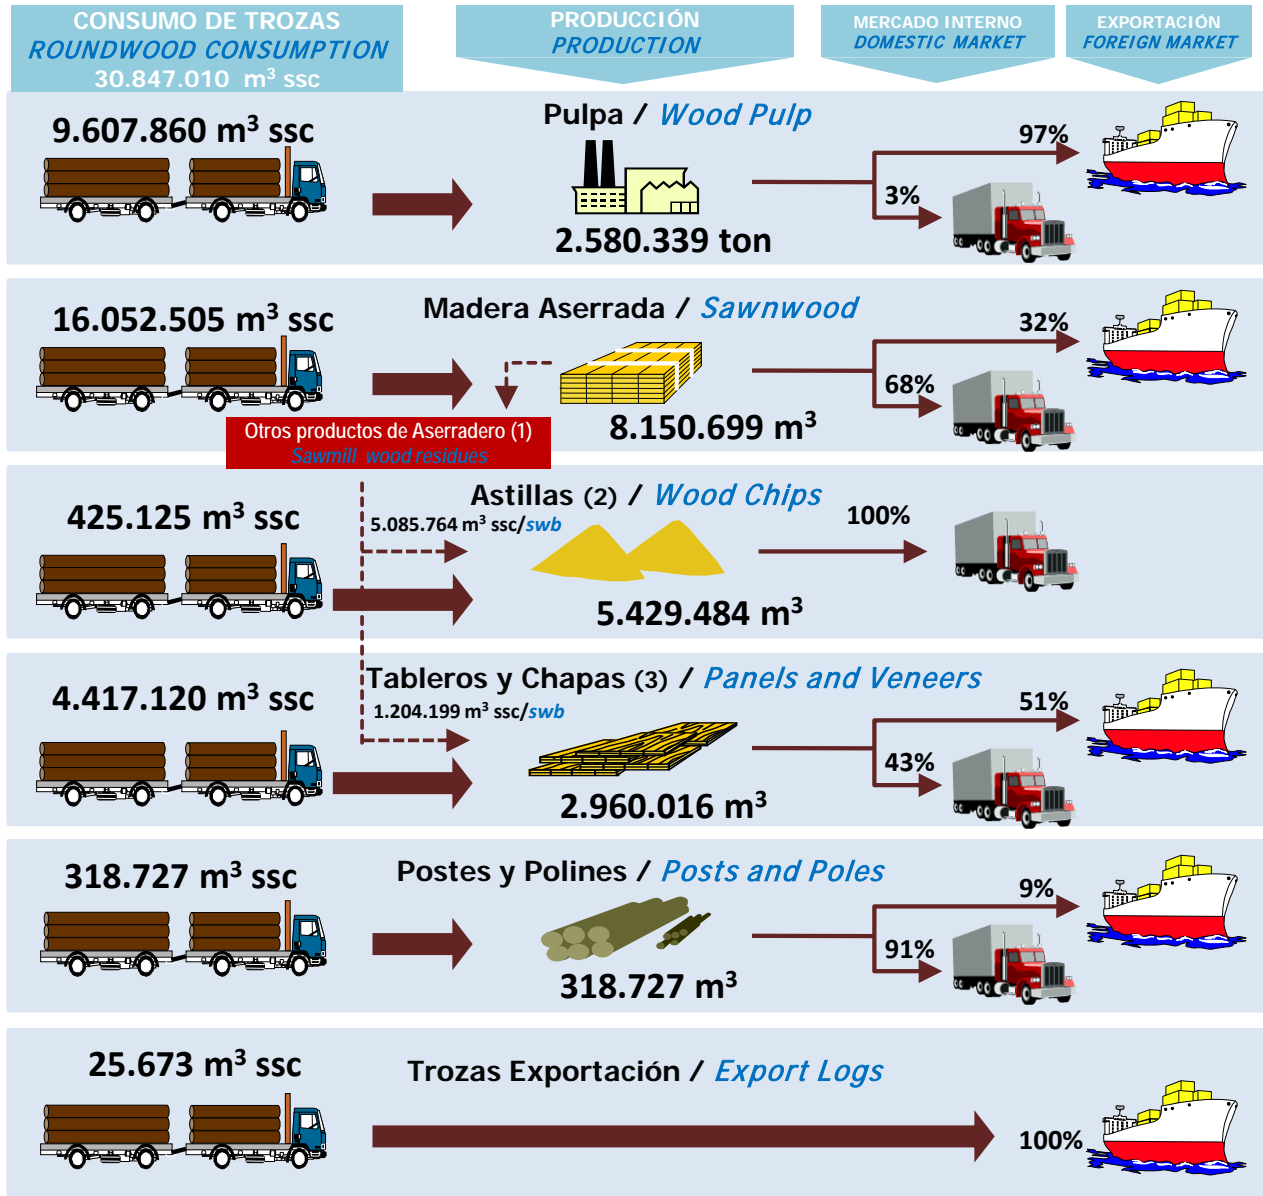 CONSUMO DE TROZAS
ROUNDWOOD CONSUMPTION
30.847.010 m³ ssc
PRODUCCIÓN
PRODUCTION
MERCADO INTERNO
DOMESTIC MARKET
EXPORTACIÓN
FOREIGN MARKET
9.607.860 m³ ssc
Pulpa / Wood Pulp
2.580.339 ton
97%
3%
16.052.505 m³ ssc
Madera Aserrada / Sawnwood
8.150.699 m³
32%
68%
Otros productos de Aserradero (1)
Sawmill wood residues
425.125 m³ ssc
Astillas (2) / Wood Chips
5.085.764 m³ ssc/swb
5.429.484 m³
100%
4.417.120 m³ ssc
Tableros y Chapas (3) / Panels and Veneers
1.204.199 m³ ssc/swb
2.960.016 m³
51%
43%
318.727 m³ ssc
Postes y Polines / Posts and Poles
318.727 m³
9%
91%
25.673 m³ ssc
Trozas Exportación / Export Logs
100%